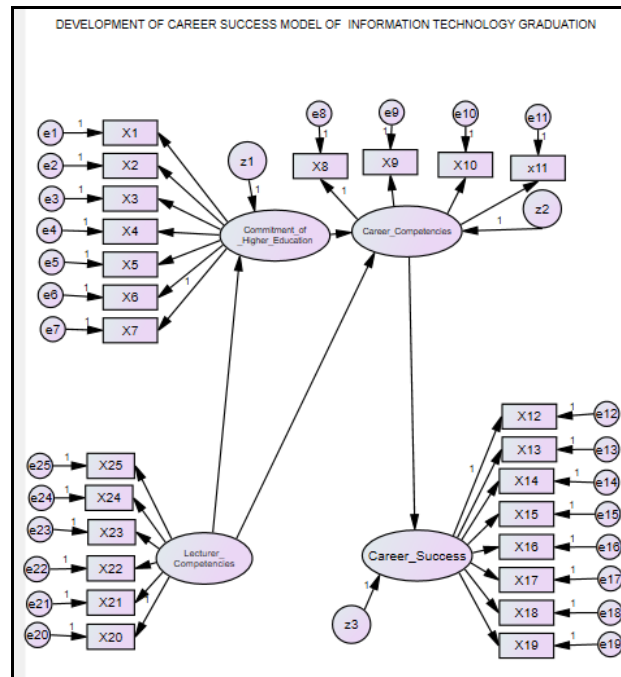 DEVELOPMENT OF CAREER SUCCESS MODEL OF INFORMATION TECHNOLOGY GRADUATION
e8
e9
e10
e11
1
1
1
1
X8
X9
X10
x11
e1
1
X1
e2
1
X2
e3
1
X3
e4
1
X4
e5
1
X5
e6
1
X6
e7
1
X7
1
z1
1
1
z2
1
Commitment_of
_Higher_Education
Career_Competencies
e25
1
X25
e24
1
X24
e23
1
X23
e22
1
X22
e21
1
X21
e20
1
X20
1
Lecturer_
Competencies
X12
1
e12
X13
1
e13
X14
1
e14
X15
1
e15
X16
1
e16
X17
1
e17
X18
1
e18
X19
1
e19
1
Career_Success
1
z3